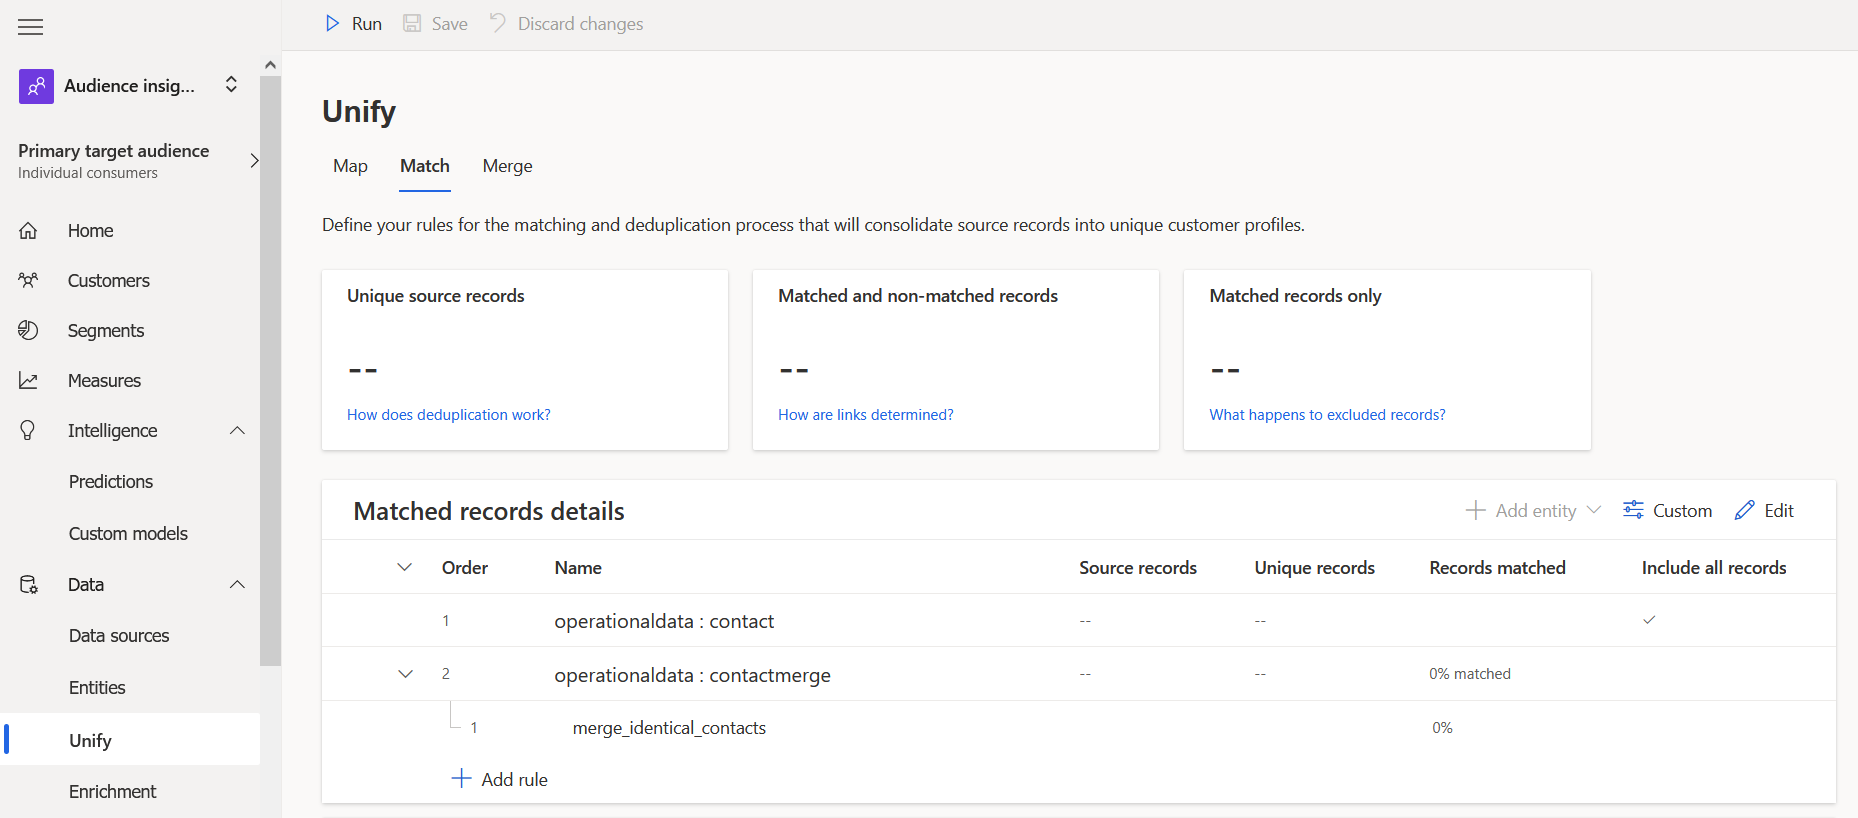 Run
Save
Discard changes
Audience insig...
Primary target audience
Individual consumers
Home
Customers
Segments
Measures
Intelligence
Predictions
Custom models
Data
Data sources
Entities
Unify
Enrichment
Unify
Map
Match
Merge
Define your rules for the matching and deduplication process that will consolidate source records into unique customer profiles.
Unique source records
--
How does deduplication work?
Matched and non-matched records
--
How are links determined?
Matched records only
--
What happens to excluded records?
Matched records details
Add entity
Custom
Edit
Order Name Source records Unique records Records matched Include all records
1 operationaldata : contact -- --
2 operationaldata : contactmerge -- -- 0% matched
1 merge_identical_contacts 0%
Add rule